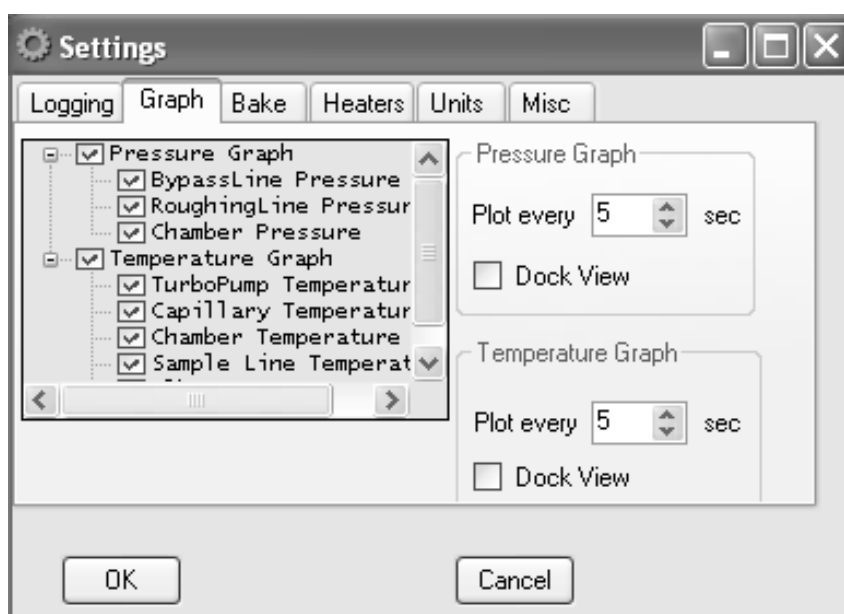 Settings
Logging Graph Bake Heaters Units Misc
Pressure Graph
BypassLine Pressure
RoughingLine Pressur
Chamber Pressure
Temperature Graph
TurboPump Temperatur
Capillary Temperatur
Chamber Temperature
Sample Line Temperat
Pressure Graph
Plot every 5 sec
Dock View
Temperature Graph
Plot every 5 sec
Dock View
OK Cancel